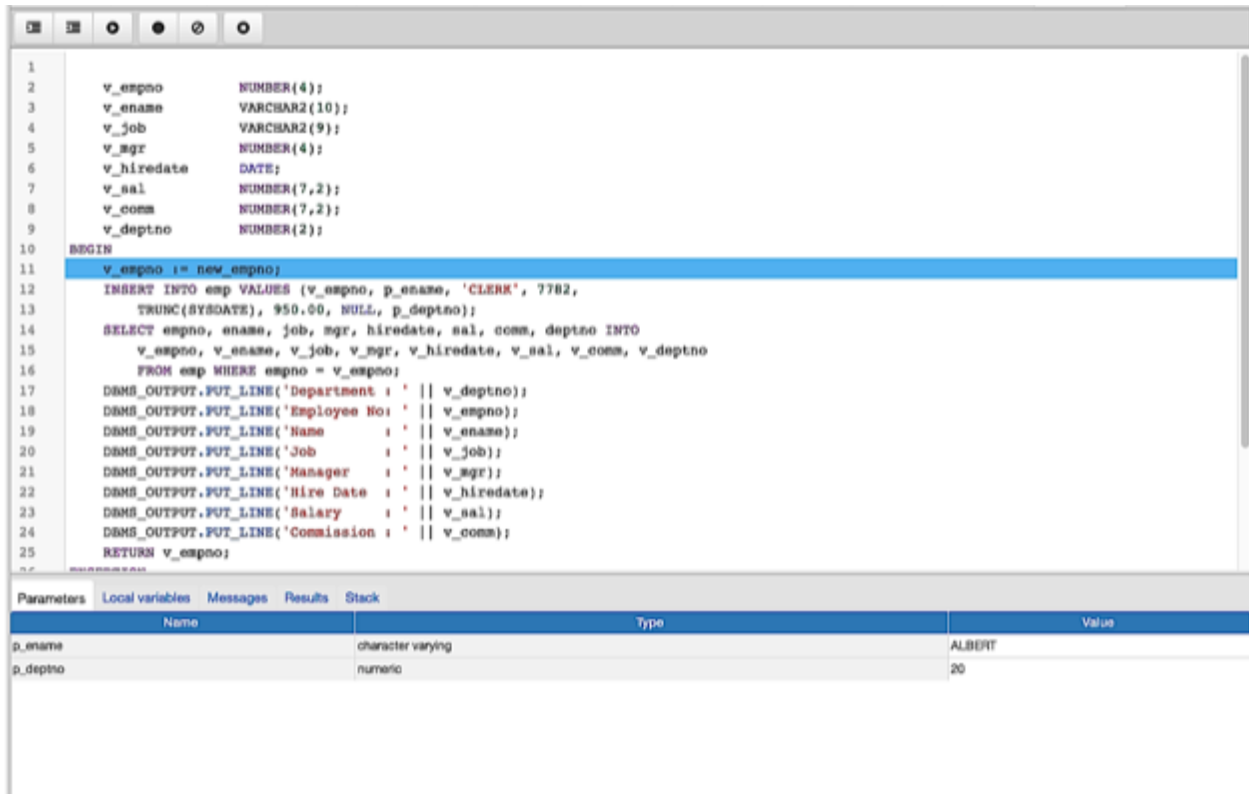 1
2 v_empno NUMBER(4);
3 v_ename VARCHAR2(10);
4 v_job VARCHAR2(9);
5 v_mgr NUMBER(4);
6 v_hiredate DATE;
7 v_sal NUMBER(7,2);
8 v_comm NUMBER(7,2);
9 v_deptno NUMBER(2);
10 BEGIN
11 v_empno := new_empno;
12 INSERT INTO emp VALUES (v_empno, p_ename, 'CLERK', 7782,
13 TRUNC(SYSDATE), 950.00, NULL, p_deptno);
14 SELECT empno, ename, job, mgr, hiredate, sal, comm, deptno INTO
15 v_empno, v_ename, v_job, v_mgr, v_hiredate, v_sal, v_comm, v_deptno
16 FROM emp WHERE empno = v_empno;
17 DBMS_OUTPUT.PUT_LINE('Department : ' || v_deptno);
18 DBMS_OUTPUT.PUT_LINE('Employee No: ' || v_empno);
19 DBMS_OUTPUT.PUT_LINE('Name       : ' || v_ename);
20 DBMS_OUTPUT.PUT_LINE('Job        : ' || v_job);
21 DBMS_OUTPUT.PUT_LINE('Manager    : ' || v_mgr);
22 DBMS_OUTPUT.PUT_LINE('Hire Date  : ' || v_hiredate);
23 DBMS_OUTPUT.PUT_LINE('Salary     : ' || v_sal);
24 DBMS_OUTPUT.PUT_LINE('Commission : ' || v_comm);
25 RETURN v_empno;
Parameters Local variables Messages Results Stack
Name Type Value
p_ename character varying ALBERT
p_deptno numeric 20